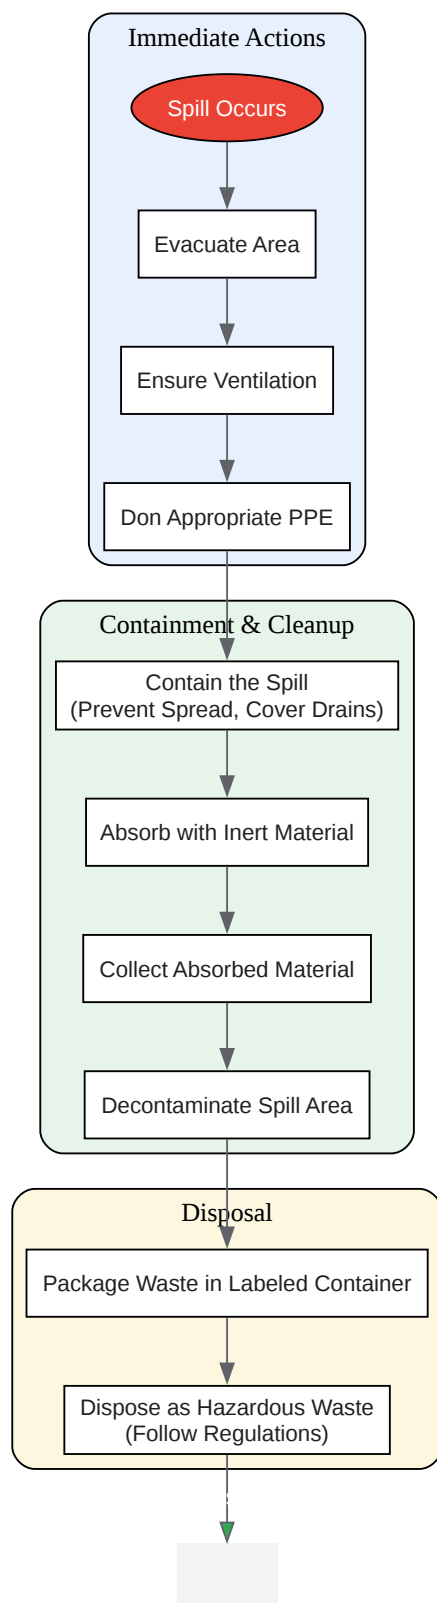 Immediate Actions
Spill Occurs
Evacuate Area
Ensure Ventilation
Don Appropriate PPE
Containment & Cleanup
Contain the Spill
(Prevent Spread, Cover Drains)
Absorb with Inert Material
Collect Absorbed Material
Decontaminate Spill Area
Disposal
Package Waste in Labeled Container
Dispose as Hazardous Waste
(Follow Regulations)